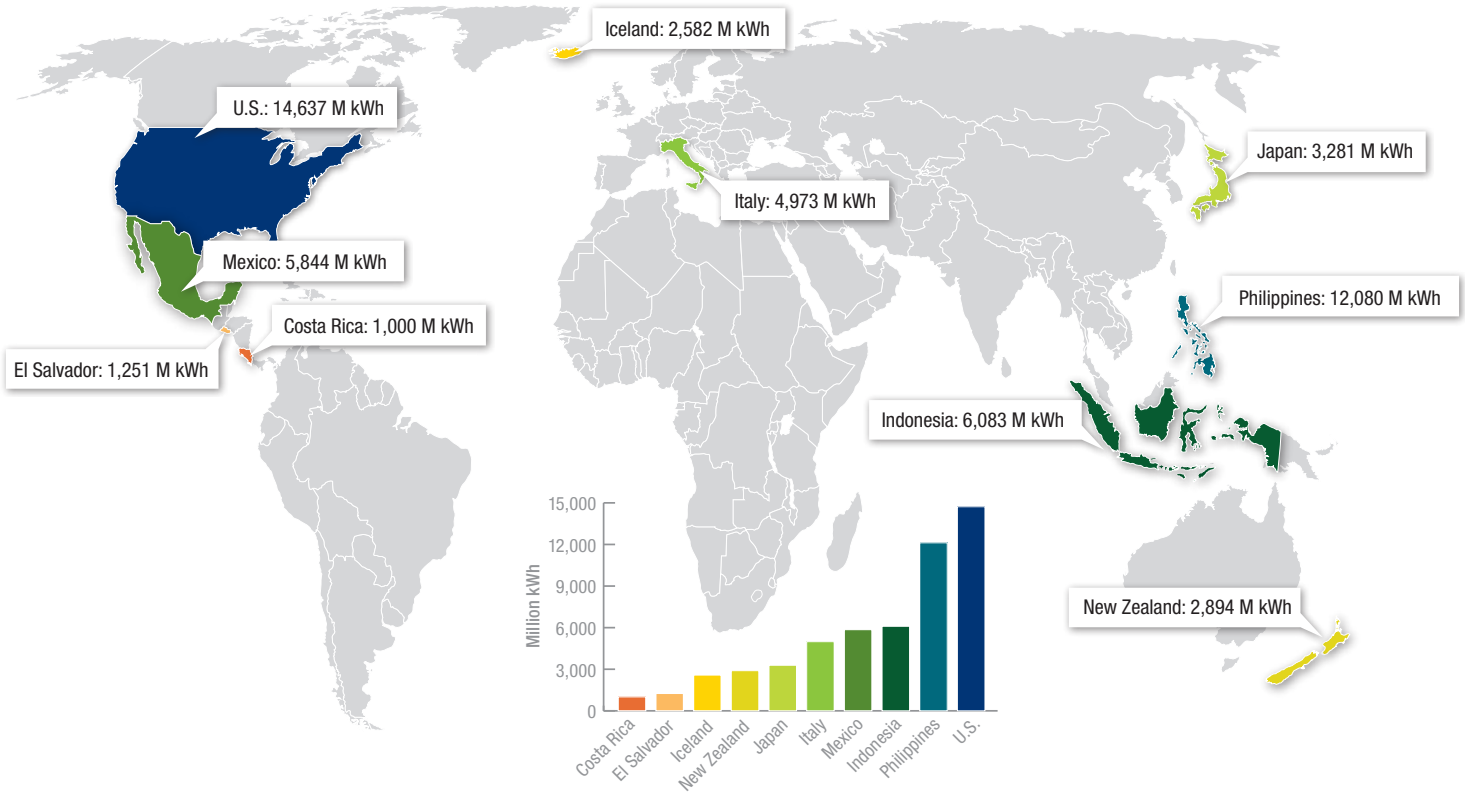 Iceland: 2,582 M kWh
U.S.: 14,637 M kWh
Japan: 3,281 M kWh
Italy: 4,973 M kWh
Mexico: 5,844 M kWh
Philippines: 12,080 M kWh
Costa Rica: 1,000 M kWh
El Salvador: 1,251 M kWh
Indonesia: 6,083 M kWh
New Zealand: 2,894 M kWh
Million kWh
15,000
12,000
9,000
6,000
3,000
0
Costa Rica
El Salvador
Iceland
New Zealand
Japan
Italy
Mexico
Indonesia
Philippines
U.S.